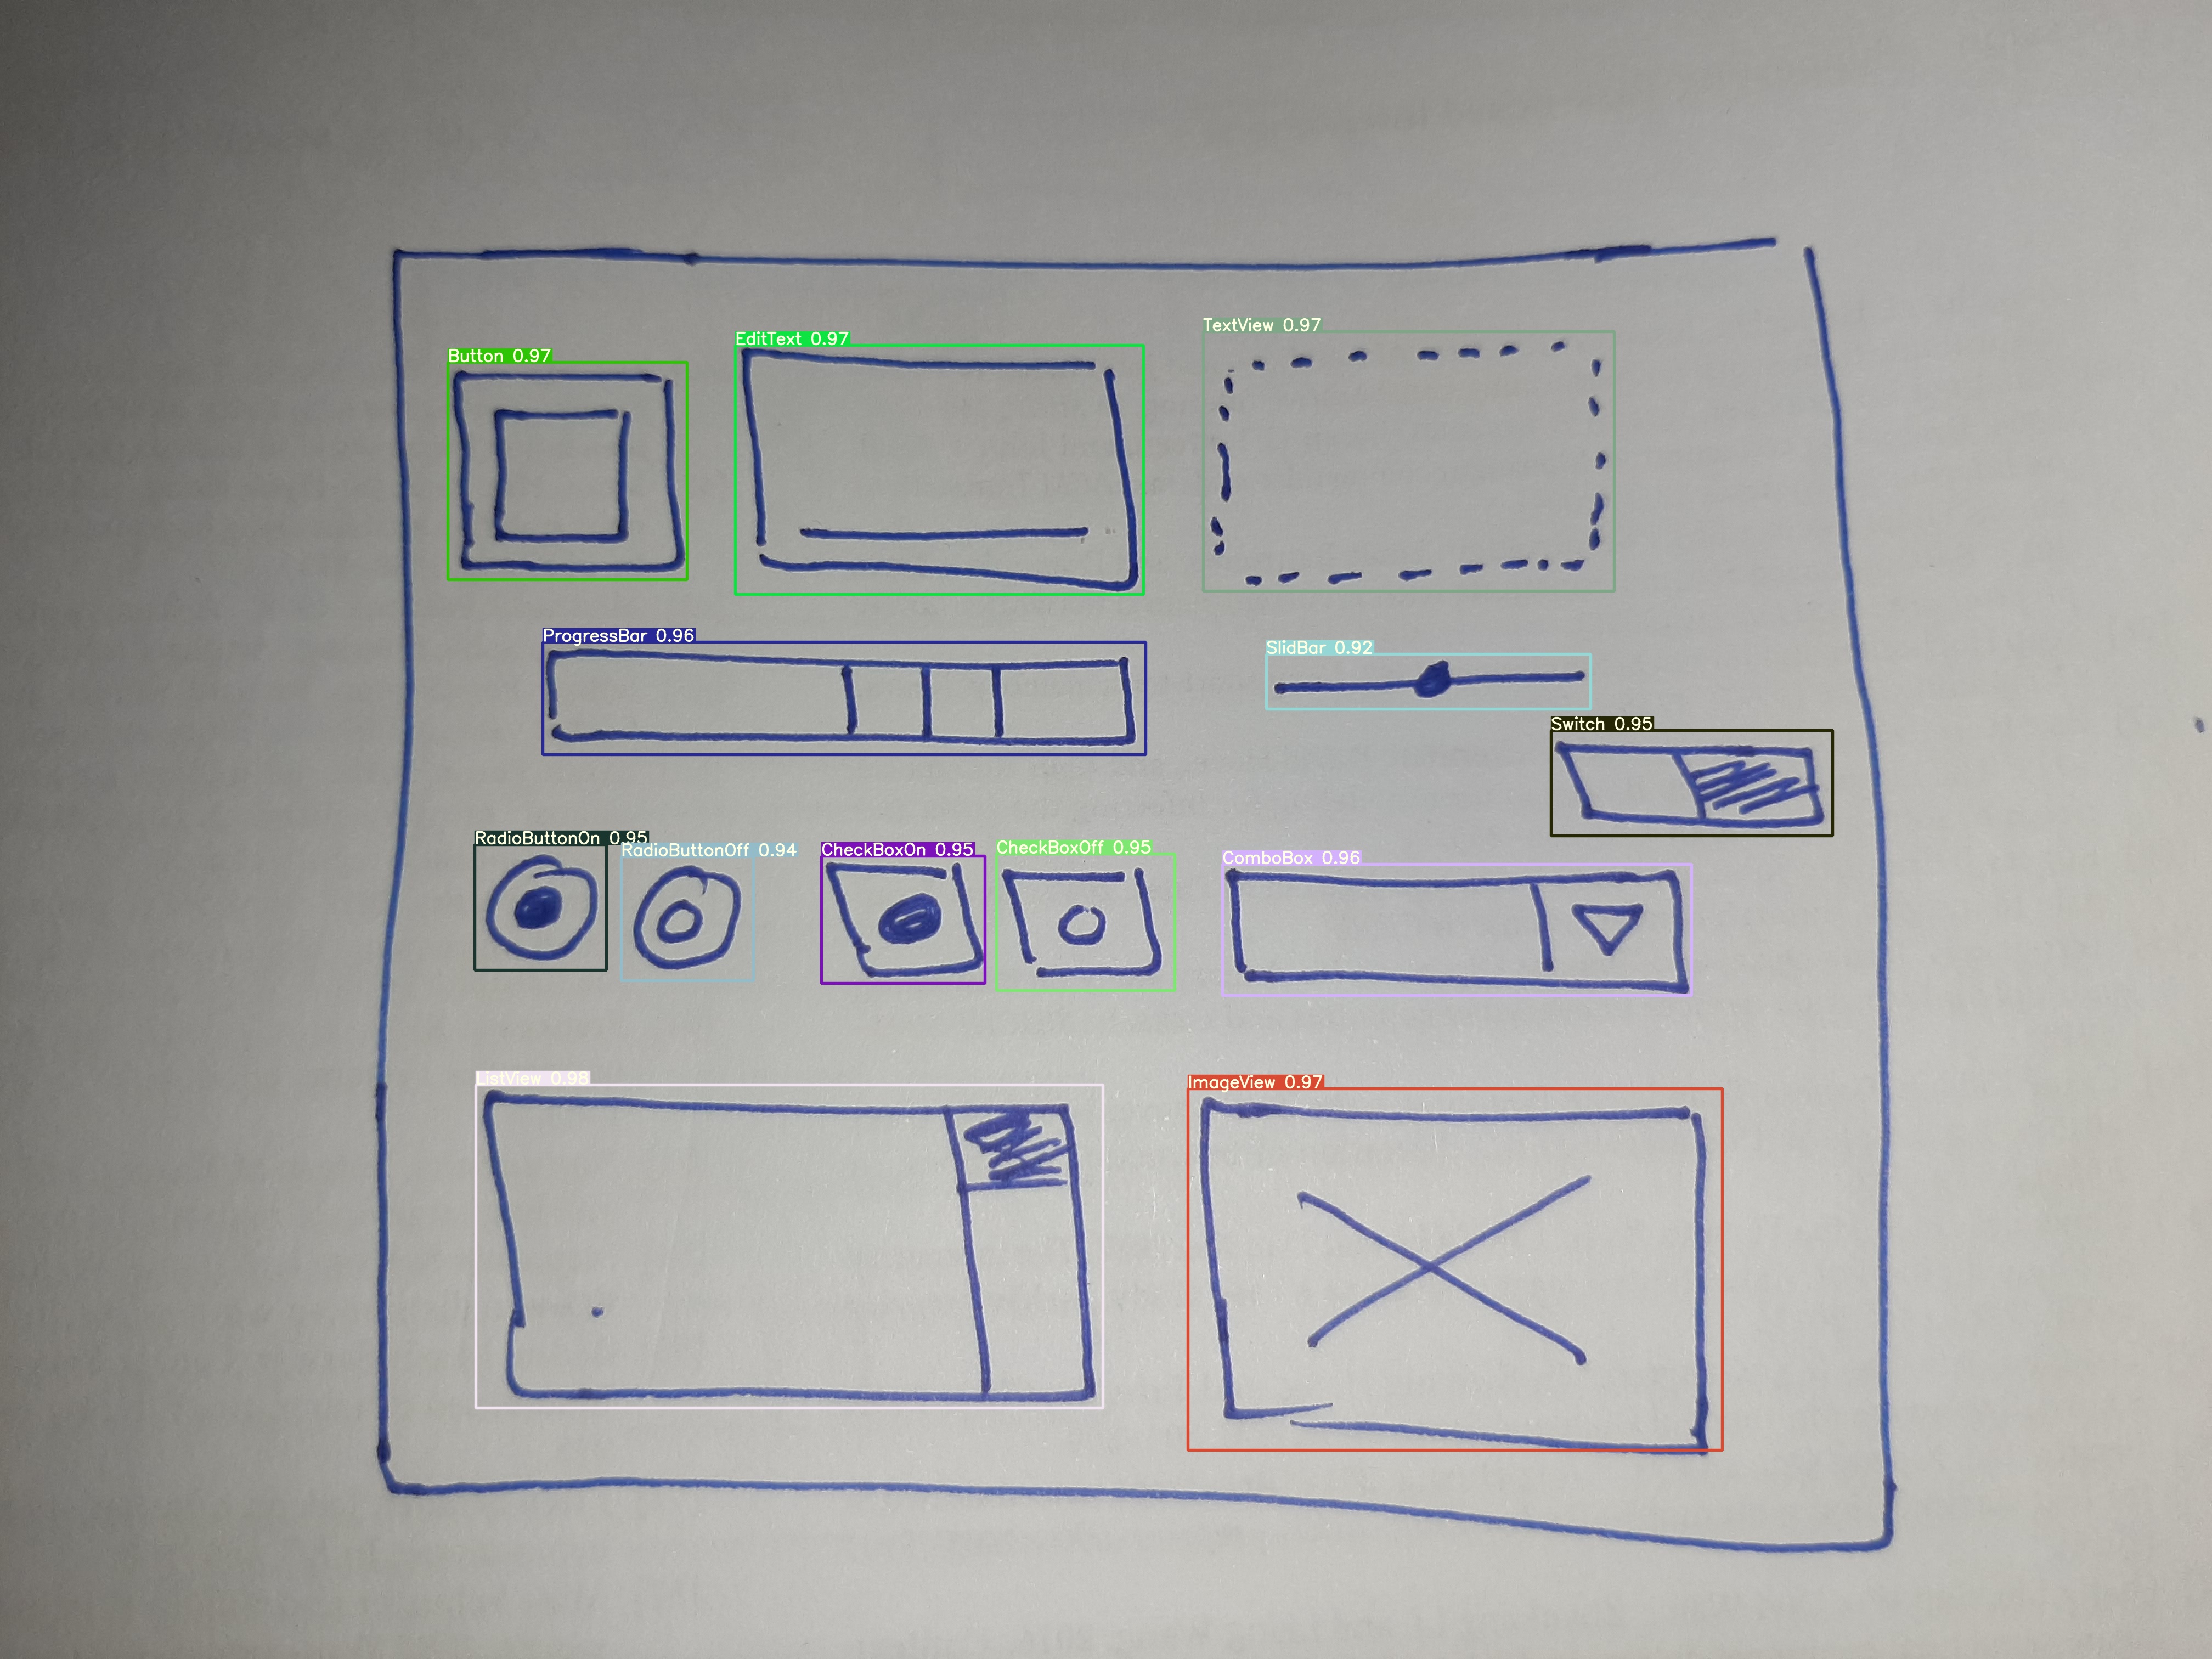 TextView 0.97
EditText 0.97
Button 0.97
ProgressBar 0.96
SlidBar 0.92
Switch 0.95
RadioButtonOn 0.95
RadioButtonOff 0.94
CheckBoxOn 0.95
CheckBoxOff 0.95
ComboBox 0.96
ListView 0.98
ImageView 0.97